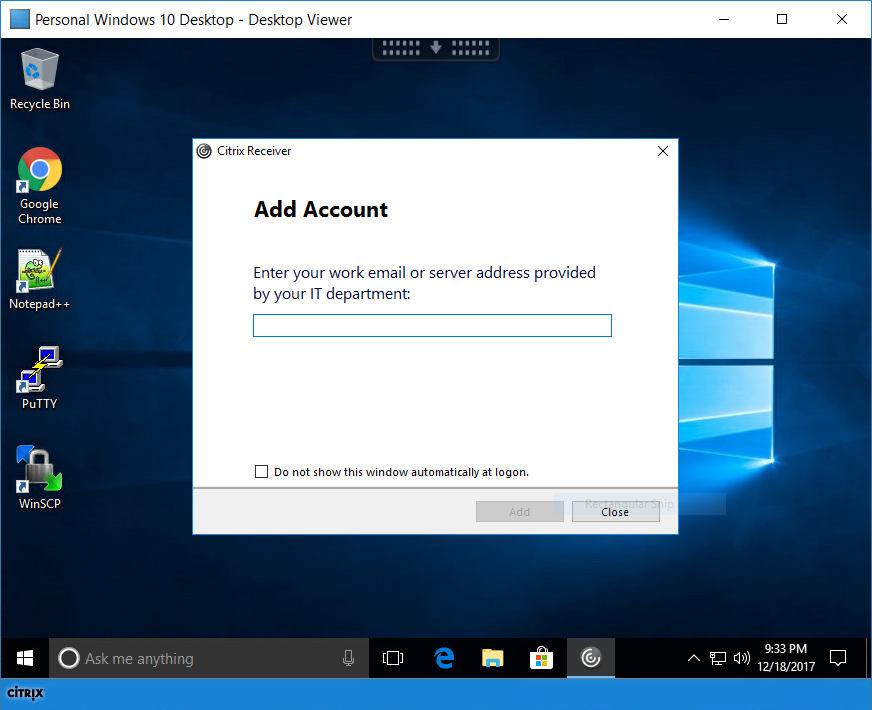 Personal Windows 10 Desktop - Desktop Viewer
Recycle Bin
Google
Chrome
Notepad++
PuTTY
WinSCP
Citrix Receiver
Add Account
Enter your work email or server address provided
by your IT department:
Do not show this window automatically at logon.
Rectangular Snip
Add
Close
Ask me anything
9:33 PM
12/18/2017
CİTRIX